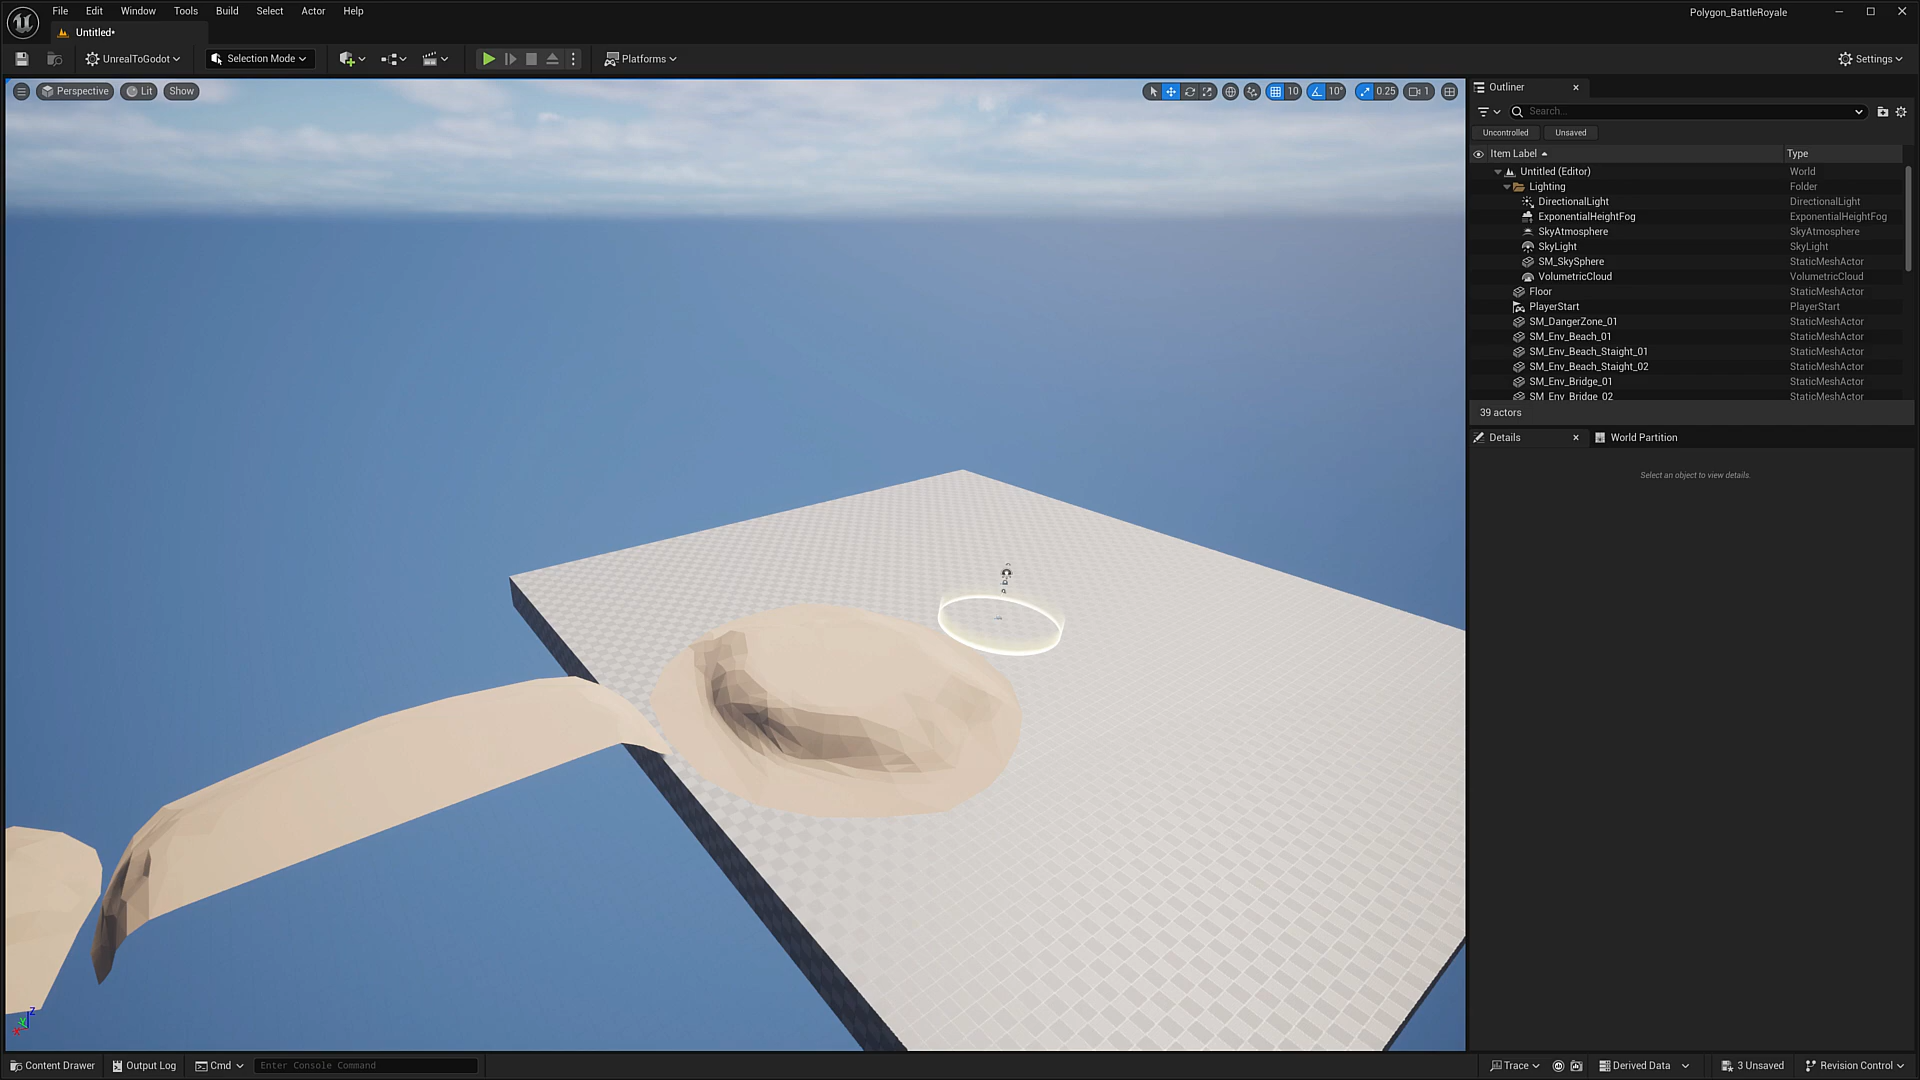 File Edit Window Tools Build Select Actor Help
Polygon_BattleRoyale
Untitled*
UnrealToGodot
Selection Mode
Platforms
Settings
Perspective
Lit
Show
10
10°
0.25
1
Outliner
Search...
Uncontrolled
Unsaved
Item Label Type
Untitled (Editor) World
Lighting Folder
DirectionalLight DirectionalLight
ExponentialHeightFog ExponentialHeightFog
SkyAtmosphere SkyAtmosphere
SkyLight SkyLight
SM_SkySphere StaticMeshActor
VolumetricCloud VolumetricCloud
Floor StaticMeshActor
PlayerStart PlayerStart
SM_DangerZone_01 StaticMeshActor
SM_Env_Beach_01 StaticMeshActor
SM_Env_Beach_Staight_01 StaticMeshActor
SM_Env_Beach_Staight_02 StaticMeshActor
SM_Env_Bridge_01 StaticMeshActor
SM_Env_Bridge_02 StaticMeshActor
39 actors
Details
World Partition
Select an object to view details.
Z
Y
X
Content Drawer
Output Log
Cmd
Enter Console Command
Trace
Derived Data
3 Unsaved
Revision Control